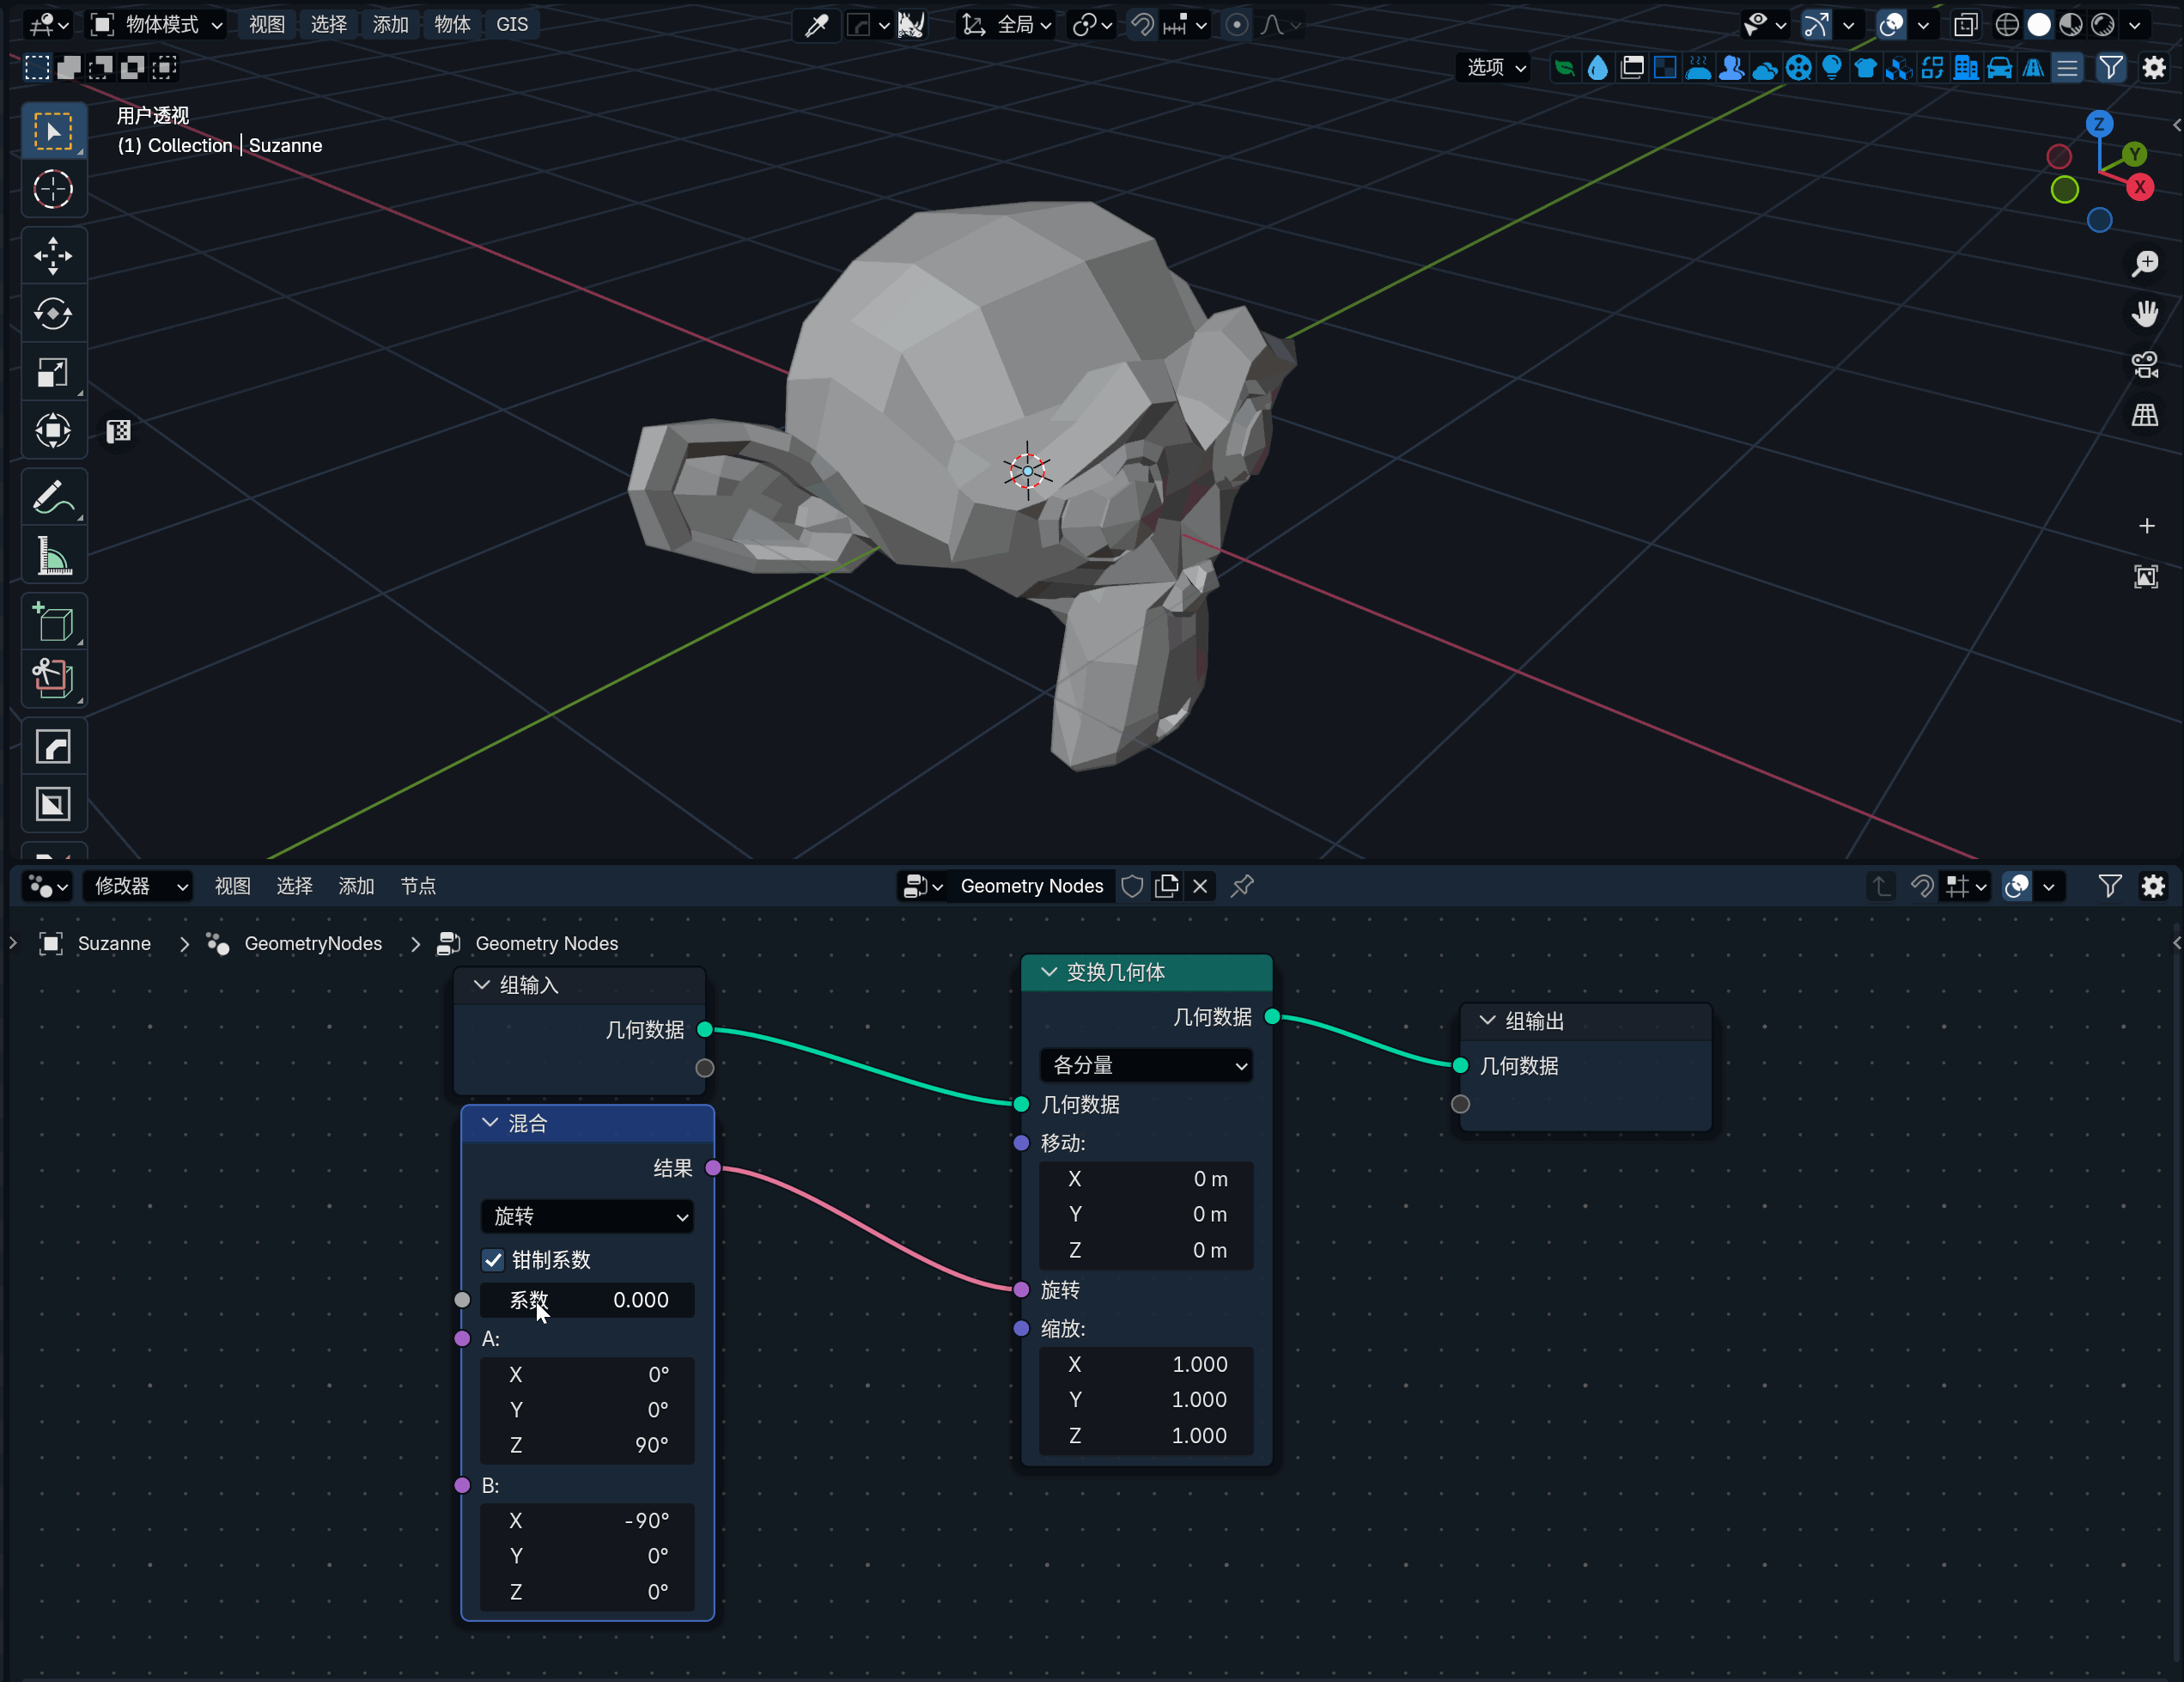 物体模式 视图 选择 添加 物体 GIS 全局
选项
用户透视
(1) Collection | Suzanne
Z
Y
X
修改器 视图 选择 添加 节点 Geometry Nodes
Suzanne GeometryNodes Geometry Nodes
组输入
几何数据
混合
结果
旋转
钳制系数
系数 0.000
A:
X 0°
Y 0°
Z 90°
B:
X -90°
Y 0°
Z 0°
变换几何体
几何数据
各分量
几何数据
移动:
X 0 m
Y 0 m
Z 0 m
旋转
缩放:
X 1.000
Y 1.000
Z 1.000
组输出
几何数据